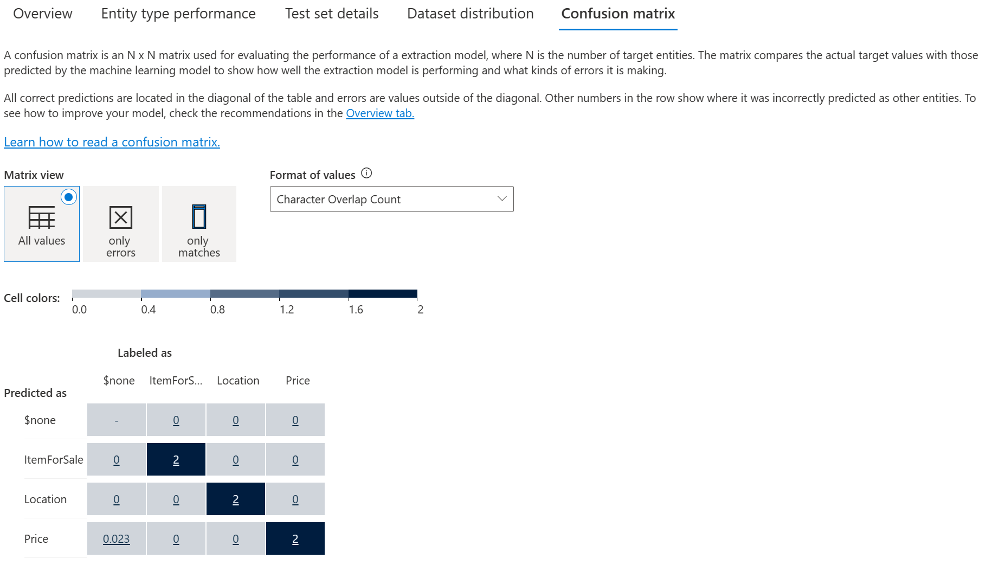 Overview Entity type performance Test set details Dataset distribution Confusion matrix
A confusion matrix is an N x N matrix used for evaluating the performance of a extraction model, where N is the number of target entities. The matrix compares the actual target values with those
predicted by the machine learning model to show how well the extraction model is performing and what kinds of errors it is making.
All correct predictions are located in the diagonal of the table and errors are values outside of the diagonal. Other numbers in the row show where it was incorrectly predicted as other entities. To
see how to improve your model, check the recommendations in the Overview tab.
Learn how to read a confusion matrix.
Matrix view Format of values
Character Overlap Count
All values only only
errors matches
Cell colors:
0.0 0.4 0.8 1.2 1.6 2
Labeled as
$none ItemForS... Location Price
Predicted as
$none - 0 0 0
ItemForSale 0 2 0 0
Location 0 0 2 0
Price 0.023 0 0 2